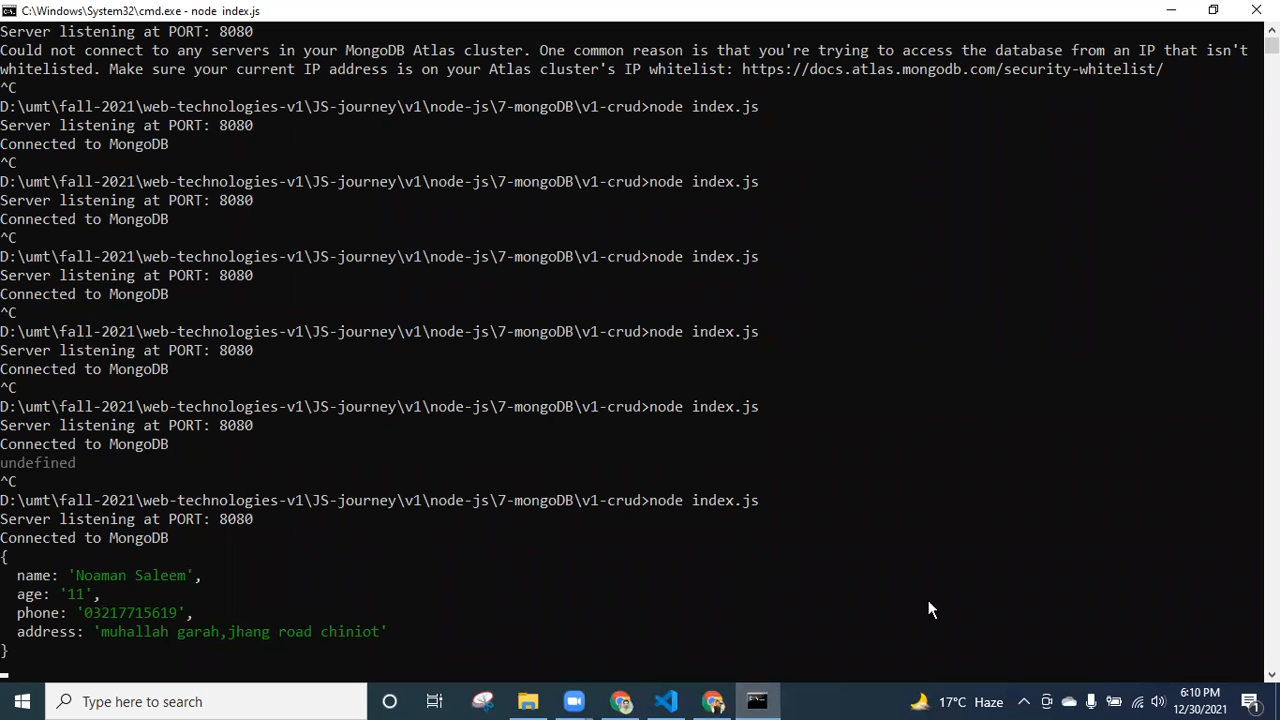 C:\Windows\System32\cmd.exe - node index.js
Server listening at PORT: 8080
Could not connect to any servers in your MongoDB Atlas cluster. One common reason is that you're trying to access the database from an IP that isn't
whitelisted. Make sure your current IP address is on your Atlas cluster's IP whitelist: https://docs.atlas.mongodb.com/security-whitelist/
^C
D:\umt\fall-2021\web-technologies-v1\JS-journey\v1\node-js\7-mongoDB\v1-crud>node index.js
Server listening at PORT: 8080
Connected to MongoDB
^C
D:\umt\fall-2021\web-technologies-v1\JS-journey\v1\node-js\7-mongoDB\v1-crud>node index.js
Server listening at PORT: 8080
Connected to MongoDB
^C
D:\umt\fall-2021\web-technologies-v1\JS-journey\v1\node-js\7-mongoDB\v1-crud>node index.js
Server listening at PORT: 8080
Connected to MongoDB
^C
D:\umt\fall-2021\web-technologies-v1\JS-journey\v1\node-js\7-mongoDB\v1-crud>node index.js
Server listening at PORT: 8080
Connected to MongoDB
^C
D:\umt\fall-2021\web-technologies-v1\JS-journey\v1\node-js\7-mongoDB\v1-crud>node index.js
Server listening at PORT: 8080
Connected to MongoDB
undefined
^C
D:\umt\fall-2021\web-technologies-v1\JS-journey\v1\node-js\7-mongoDB\v1-crud>node index.js
Server listening at PORT: 8080
Connected to MongoDB
{
  name: 'Noaman Saleem',
  age: '11',
  phone: '03217715619',
  address: 'muhallah garah,jhang road chiniot'
}
Type here to search
17°C Haze
6:10 PM
12/30/2021
1